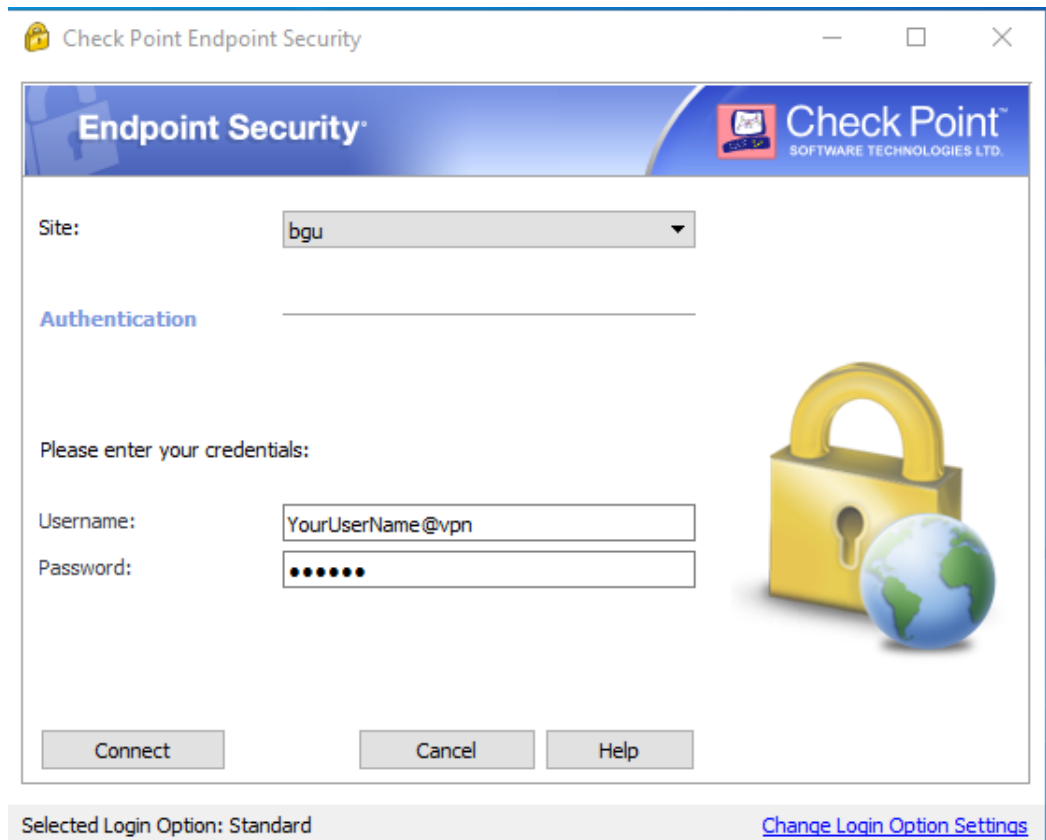 Check Point Endpoint Security
Endpoint Security
Check Point™
SOFTWARE TECHNOLOGIES LTD.
Site:
bgu
Authentication
Please enter your credentials:
Username:
YourUserName@vpn
Password:
●●●●●●
Connect
Cancel
Help
Selected Login Option: Standard
Change Login Option Settings